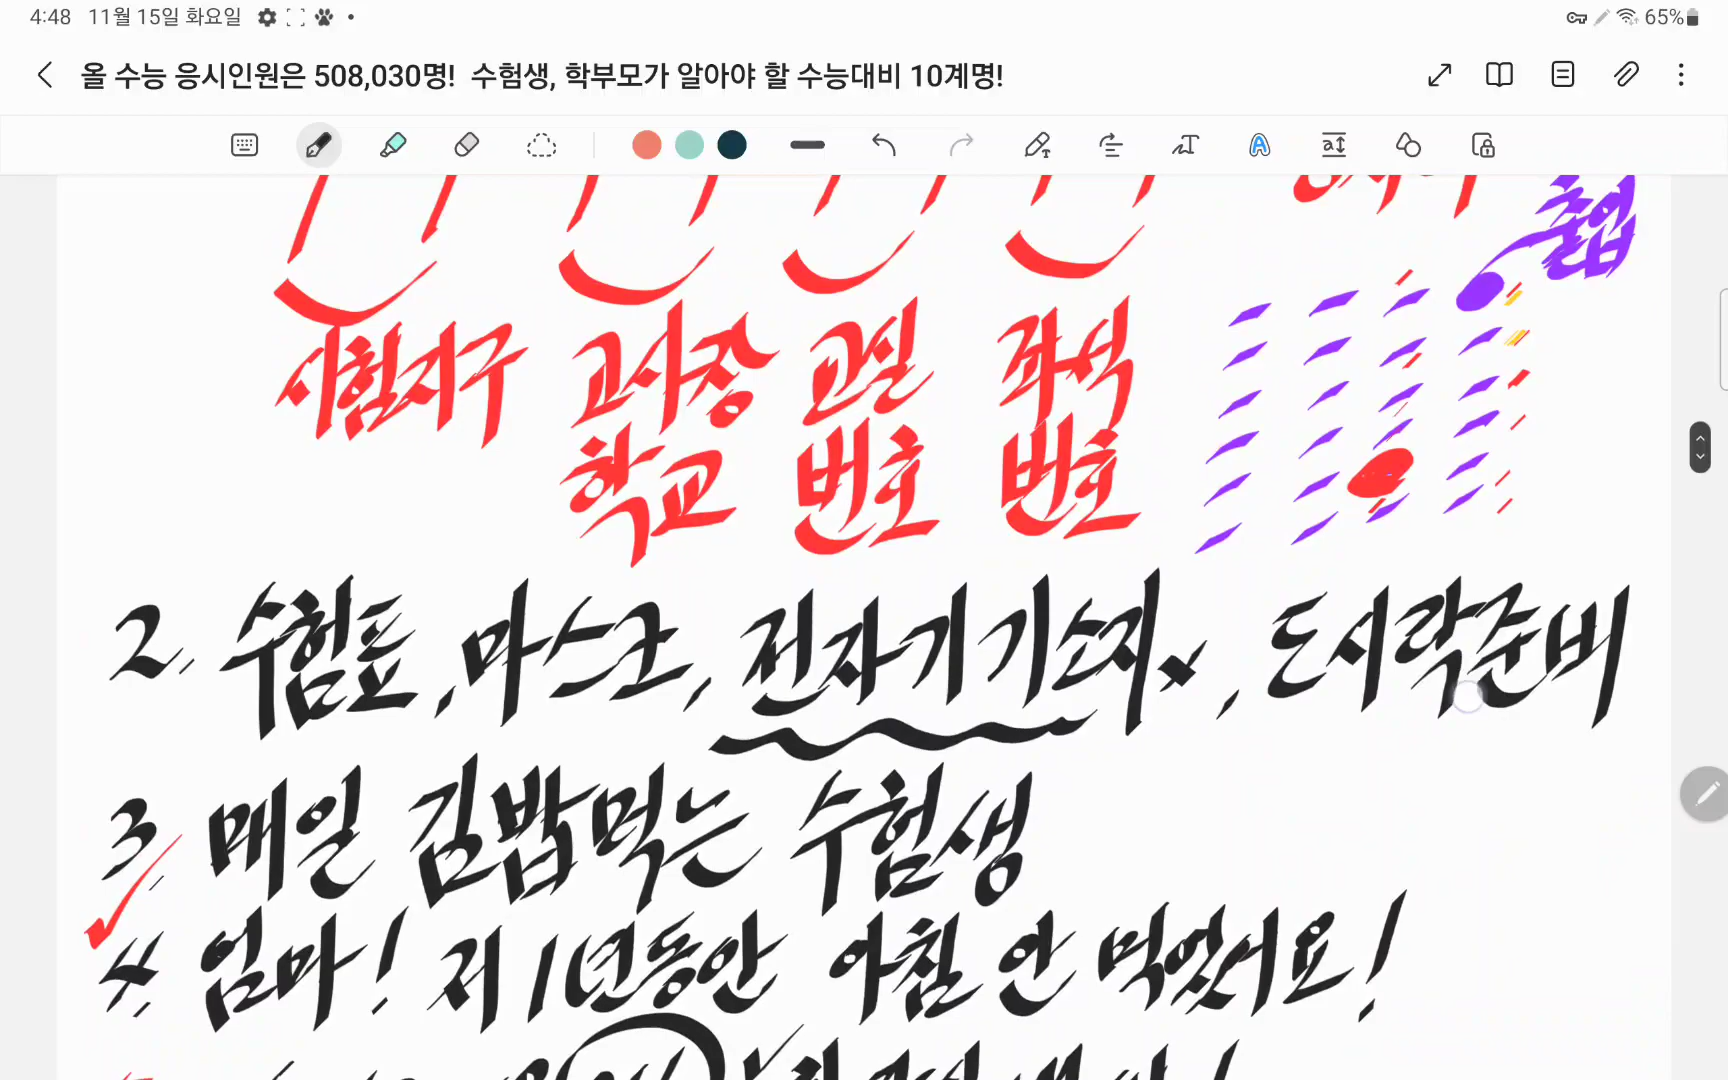 4:48 11월 15일 화요일
65%
올 수능 응시인원은 508,030명! 수험생, 학부모가 알아야 할 수능대비 10계명!
출입
시험지구 고사장 교실 좌석
학교 번호 번호
2. 수험표, 마스크, 전자기기소지x, 도시락준비
3. 매일 김밥먹는 수험생
4. 엄마! 저 1년동안 아침 안 먹었어요!